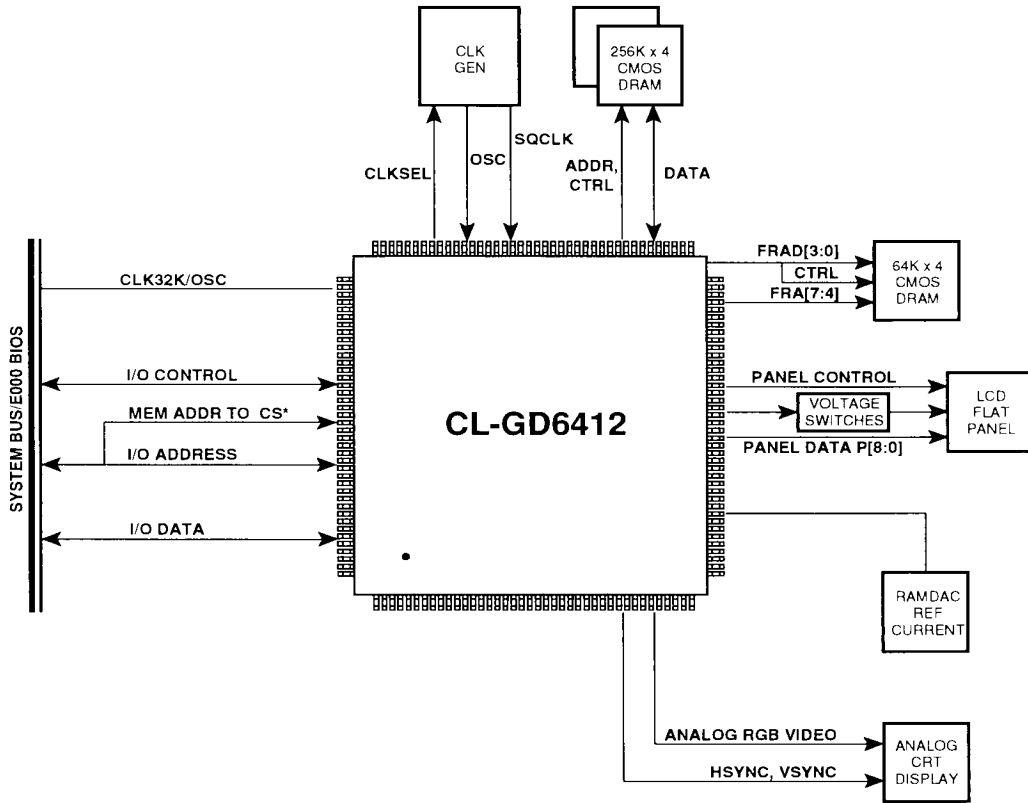 CLK
GEN
256K x 4
CMOS
DRAM
CLKSEL
OSC
SQCLK
ADDR,
CTRL
DATA
SYSTEM BUS/E000 BIOS
CLK32K/OSC
I/O CONTROL
MEM ADDR TO CS*
I/O ADDRESS
I/O DATA
CL-GD6412
FRAD[3:0]
CTRL
FRA[7:4]
64K x 4
CMOS
DRAM
PANEL CONTROL
VOLTAGE
SWITCHES
PANEL DATA P[8:0]
LCD
FLAT
PANEL
RAMDAC
REF
CURRENT
ANALOG RGB VIDEO
HSYNC, VSYNC
ANALOG
CRT
DISPLAY